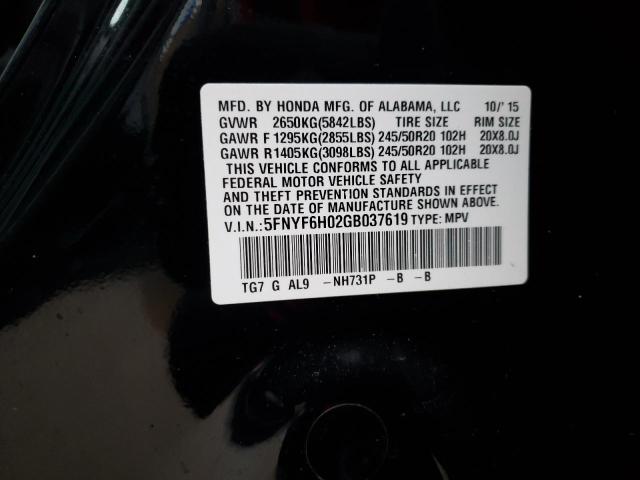 MFD. BY HONDA MFG. OF ALABAMA, LLC 10/'15
GVWR 2650KG(5842LBS) TIRE SIZE RIM SIZE
GAWR F 1295KG(2855LBS) 245/50R20 102H 20X8.0J
GAWR R1405KG(3098LBS) 245/50R20 102H 20X8.0J
THIS VEHICLE CONFORMS TO ALL APPLICABLE
FEDERAL MOTOR VEHICLE SAFETY
AND THEFT PREVENTION STANDARDS IN EFFECT
ON THE DATE OF MANUFACTURE SHOWN ABOVE.
V.I.N.:5FNYF6H02GB037619 TYPE: MPV
TG7 G AL9 -NH731P -B -B